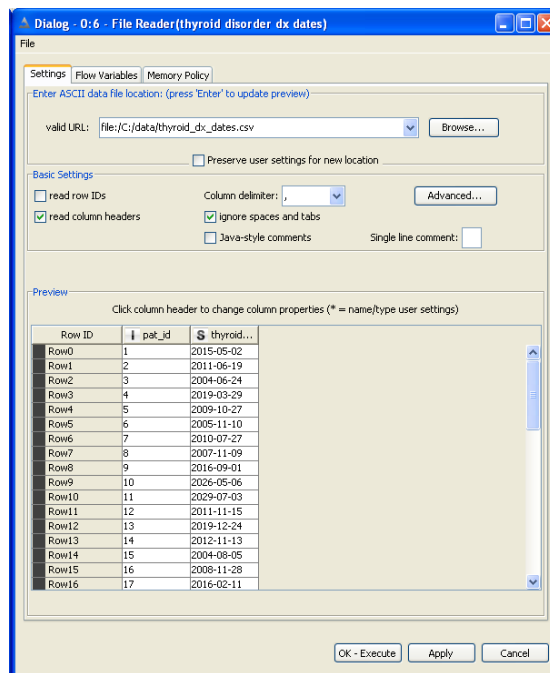 Dialog - 0:6 - File Reader(thyroid disorder dx dates)
File
Settings Flow Variables Memory Policy
Enter ASCII data file location: (press 'Enter' to update preview)
valid URL: file:/C:/data/thyroid_dx_dates.csv Browse...
Preserve user settings for new location
Basic Settings
read row IDs Column delimiter: , Advanced...
read column headers ignore spaces and tabs
Java-style comments Single line comment:
Preview
Click column header to change column properties (* = name/type user settings)
Row ID I pat_id S thyroid...
Row0 1 2015-05-02
Row1 2 2011-06-19
Row2 3 2004-06-24
Row3 4 2019-03-29
Row4 5 2009-10-27
Row5 6 2005-11-10
Row6 7 2010-07-27
Row7 8 2007-11-09
Row8 9 2016-09-01
Row9 10 2026-05-06
Row10 11 2029-07-03
Row11 12 2011-11-15
Row12 13 2019-12-24
Row13 14 2012-11-13
Row14 15 2004-08-05
Row15 16 2008-11-28
Row16 17 2016-02-11
OK - Execute Apply Cancel